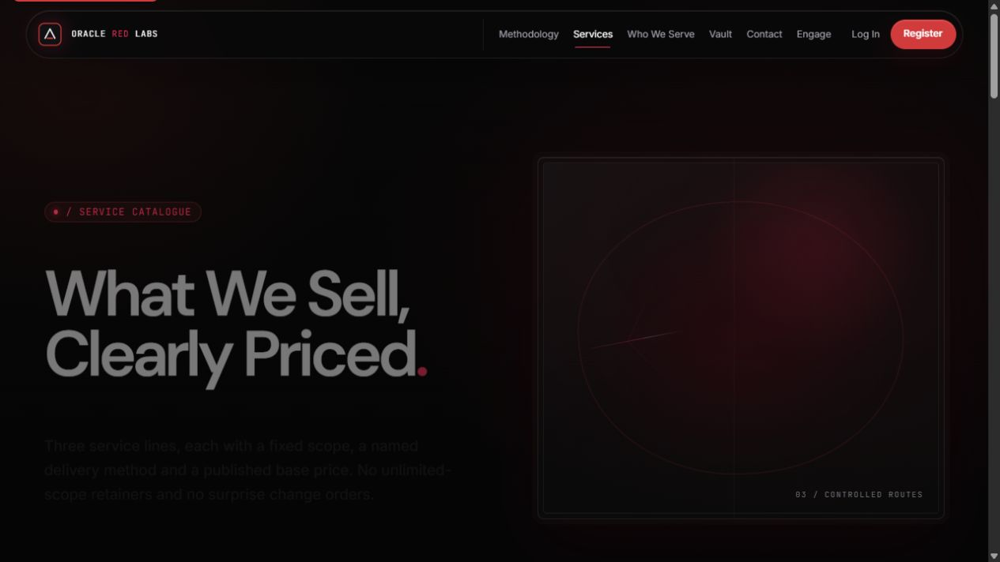 ORACLE RED LABS
Methodology Services Who We Serve Vault Contact Engage Log In Register
/ SERVICE CATALOGUE
What We Sell,
Clearly Priced.
Three service lines, each with a fixed scope, a named
delivery method and a published base price. No unlimited-
scope retainers and no surprise change orders.
03 / CONTROLLED ROUTES